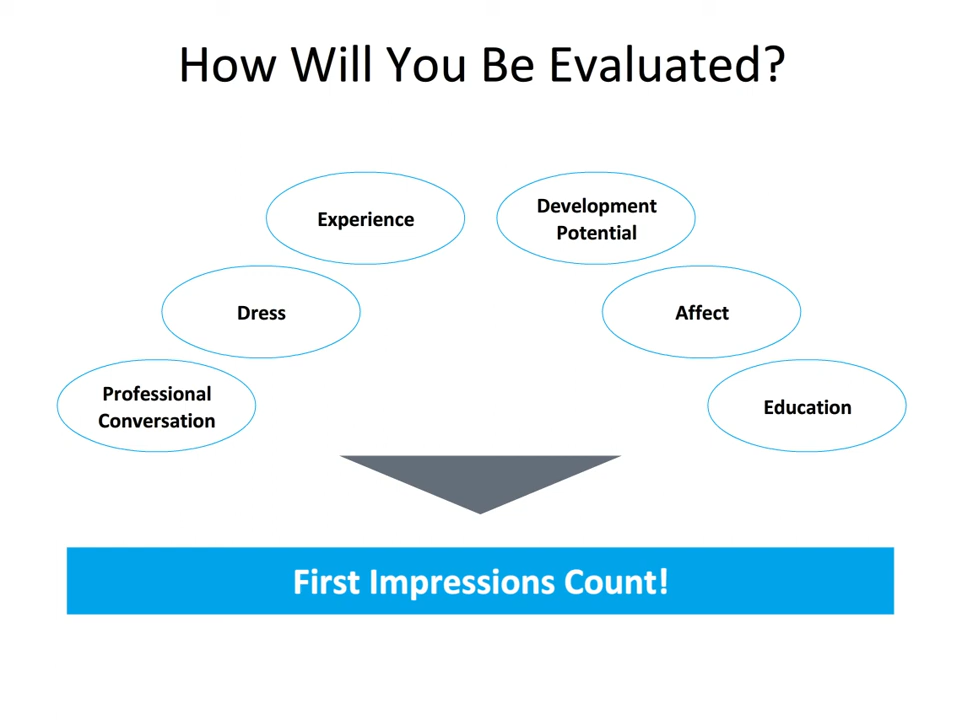 How Will You Be Evaluated?
Experience
Development
Potential
Dress
Affect
Professional
Conversation
Education
First Impressions Count!